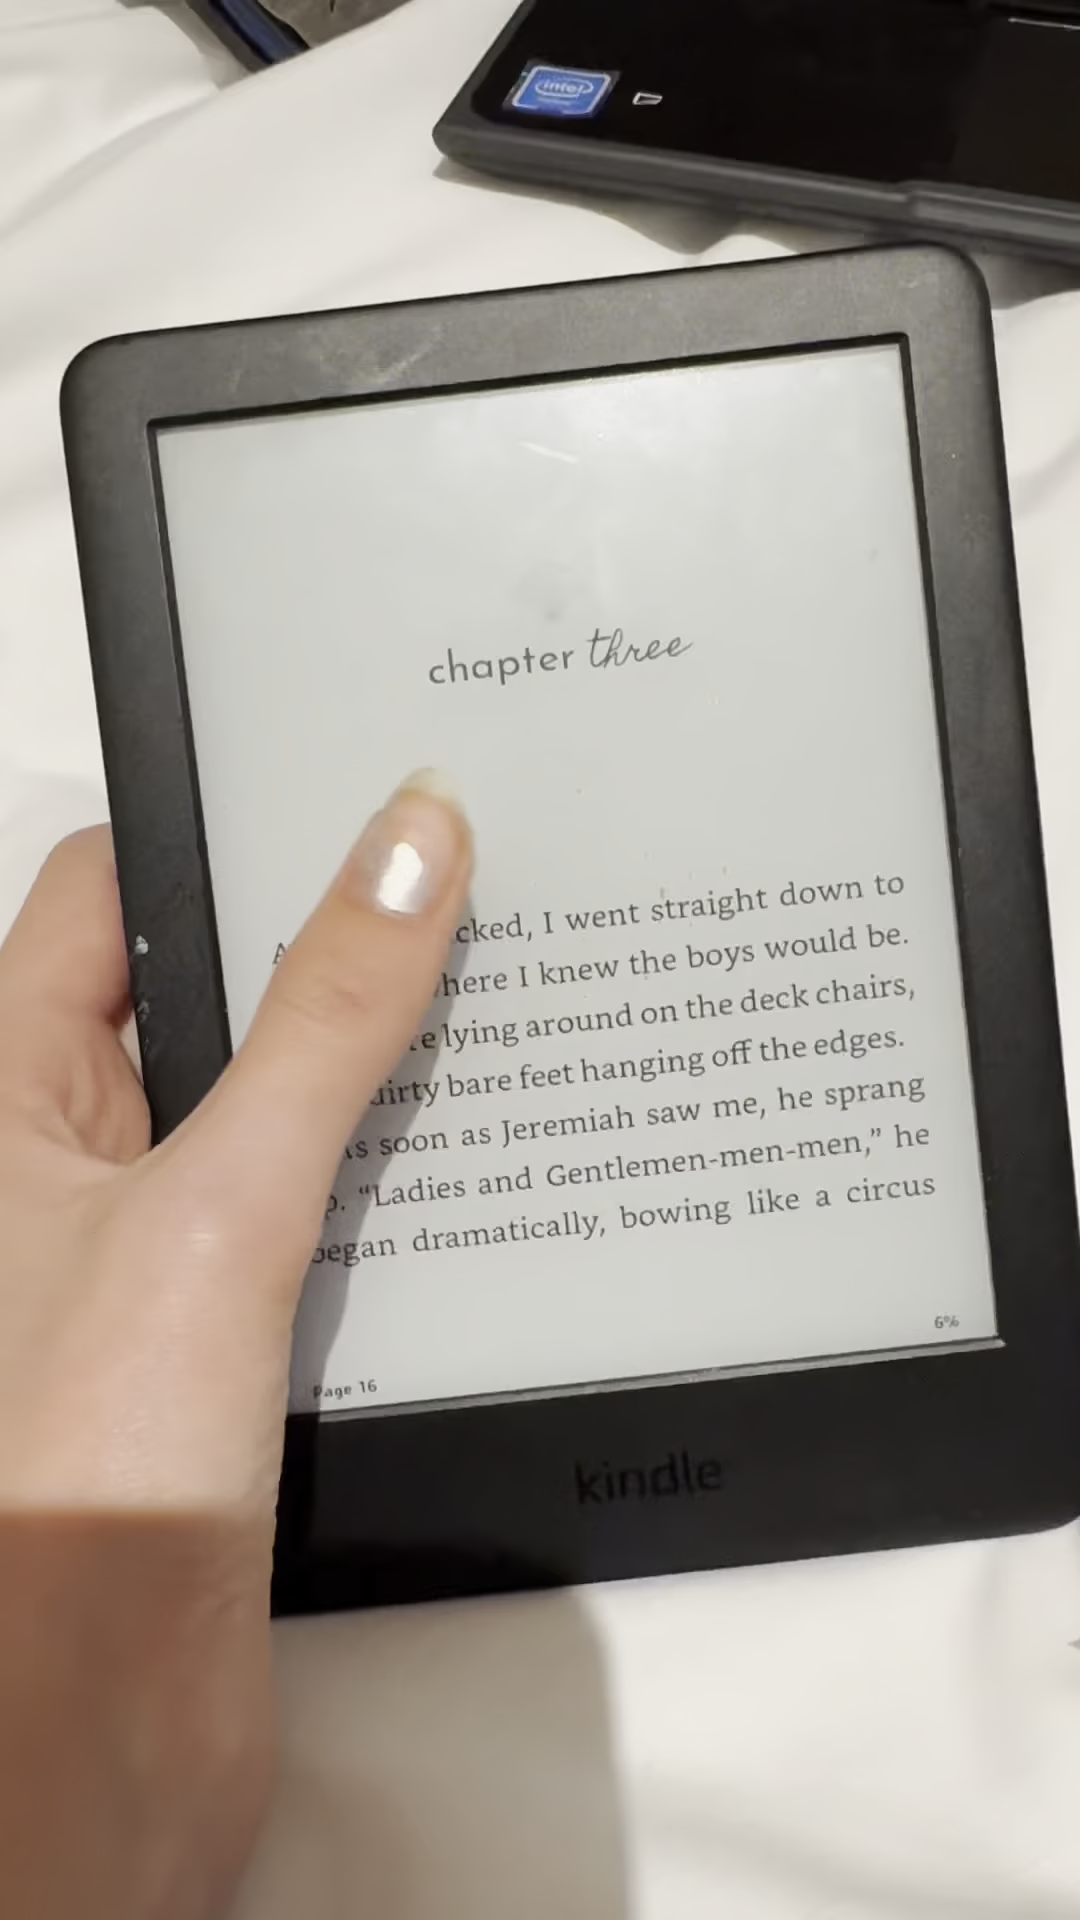 intel
chapter three
cked, I went straight down to
here I knew the boys would be.
lying around on the deck chairs,
dirty bare feet hanging off the edges.
As soon as Jeremiah saw me, he sprang
“Ladies and Gentlemen-men-men,” he
began dramatically, bowing like a circus
6%
Page 16
kindle